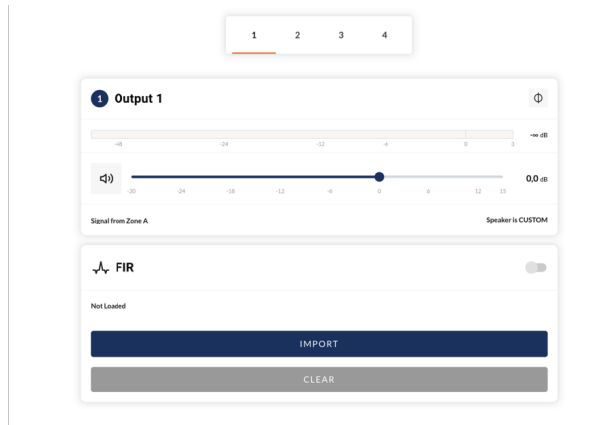 1 2 3 4
1 Output 1
-∞ dB
-48 -24 -12 -6 0 3
0,0 dB
-30 -24 -18 -12 -6 0 6 12 15
Signal from Zone A Speaker is CUSTOM
FIR
Not Loaded
IMPORT
CLEAR